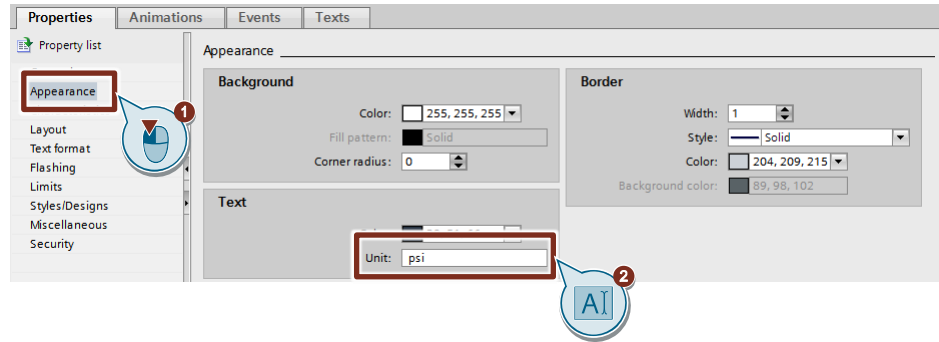 Properties Animations Events Texts
Property list
Appearance
Appearance
Layout
Text format
Flashing
Limits
Styles/Designs
Miscellaneous
Security
Background
Color: 255, 255, 255
Fill pattern: Solid
Corner radius: 0
Text
Unit: psi
Border
Width: 1
Style: Solid
Color: 204, 209, 215
Background color: 89, 98, 102
1
2
A